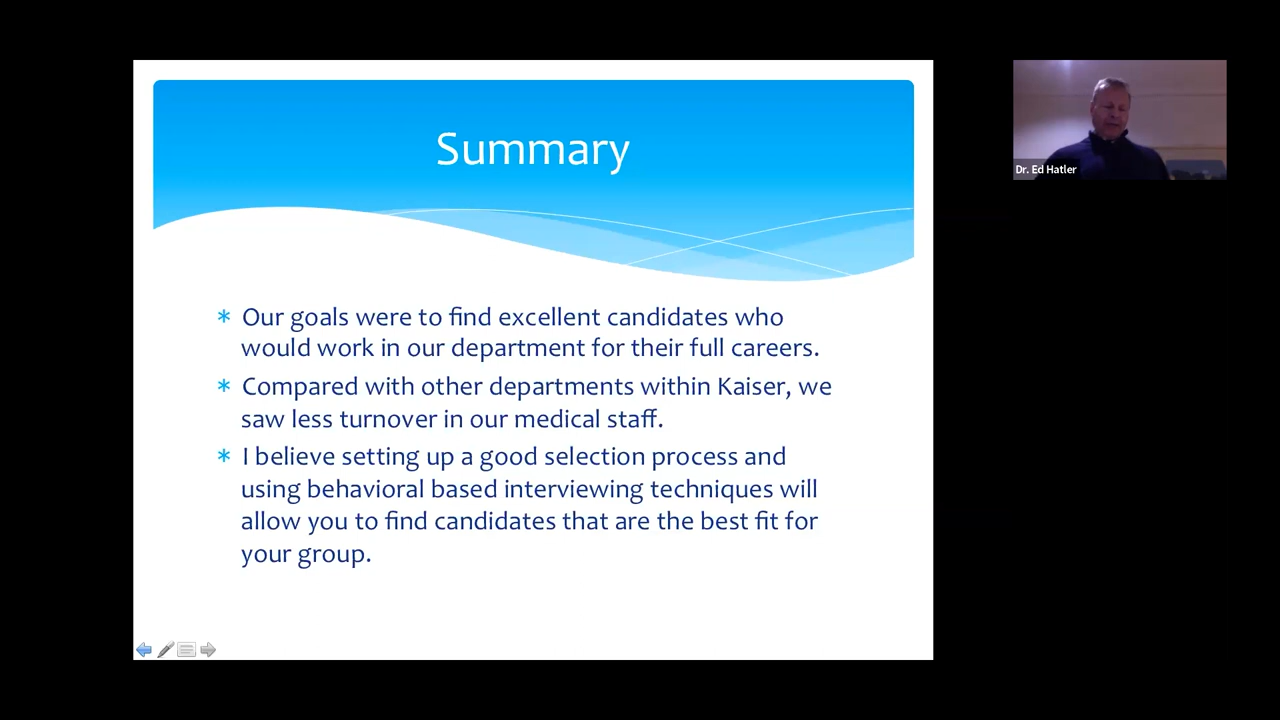 Summary
* Our goals were to find excellent candidates who
would work in our department for their full careers.
* Compared with other departments within Kaiser, we
saw less turnover in our medical staff.
* I believe setting up a good selection process and
using behavioral based interviewing techniques will
allow you to find candidates that are the best fit for
your group.
Dr. Ed Hatler